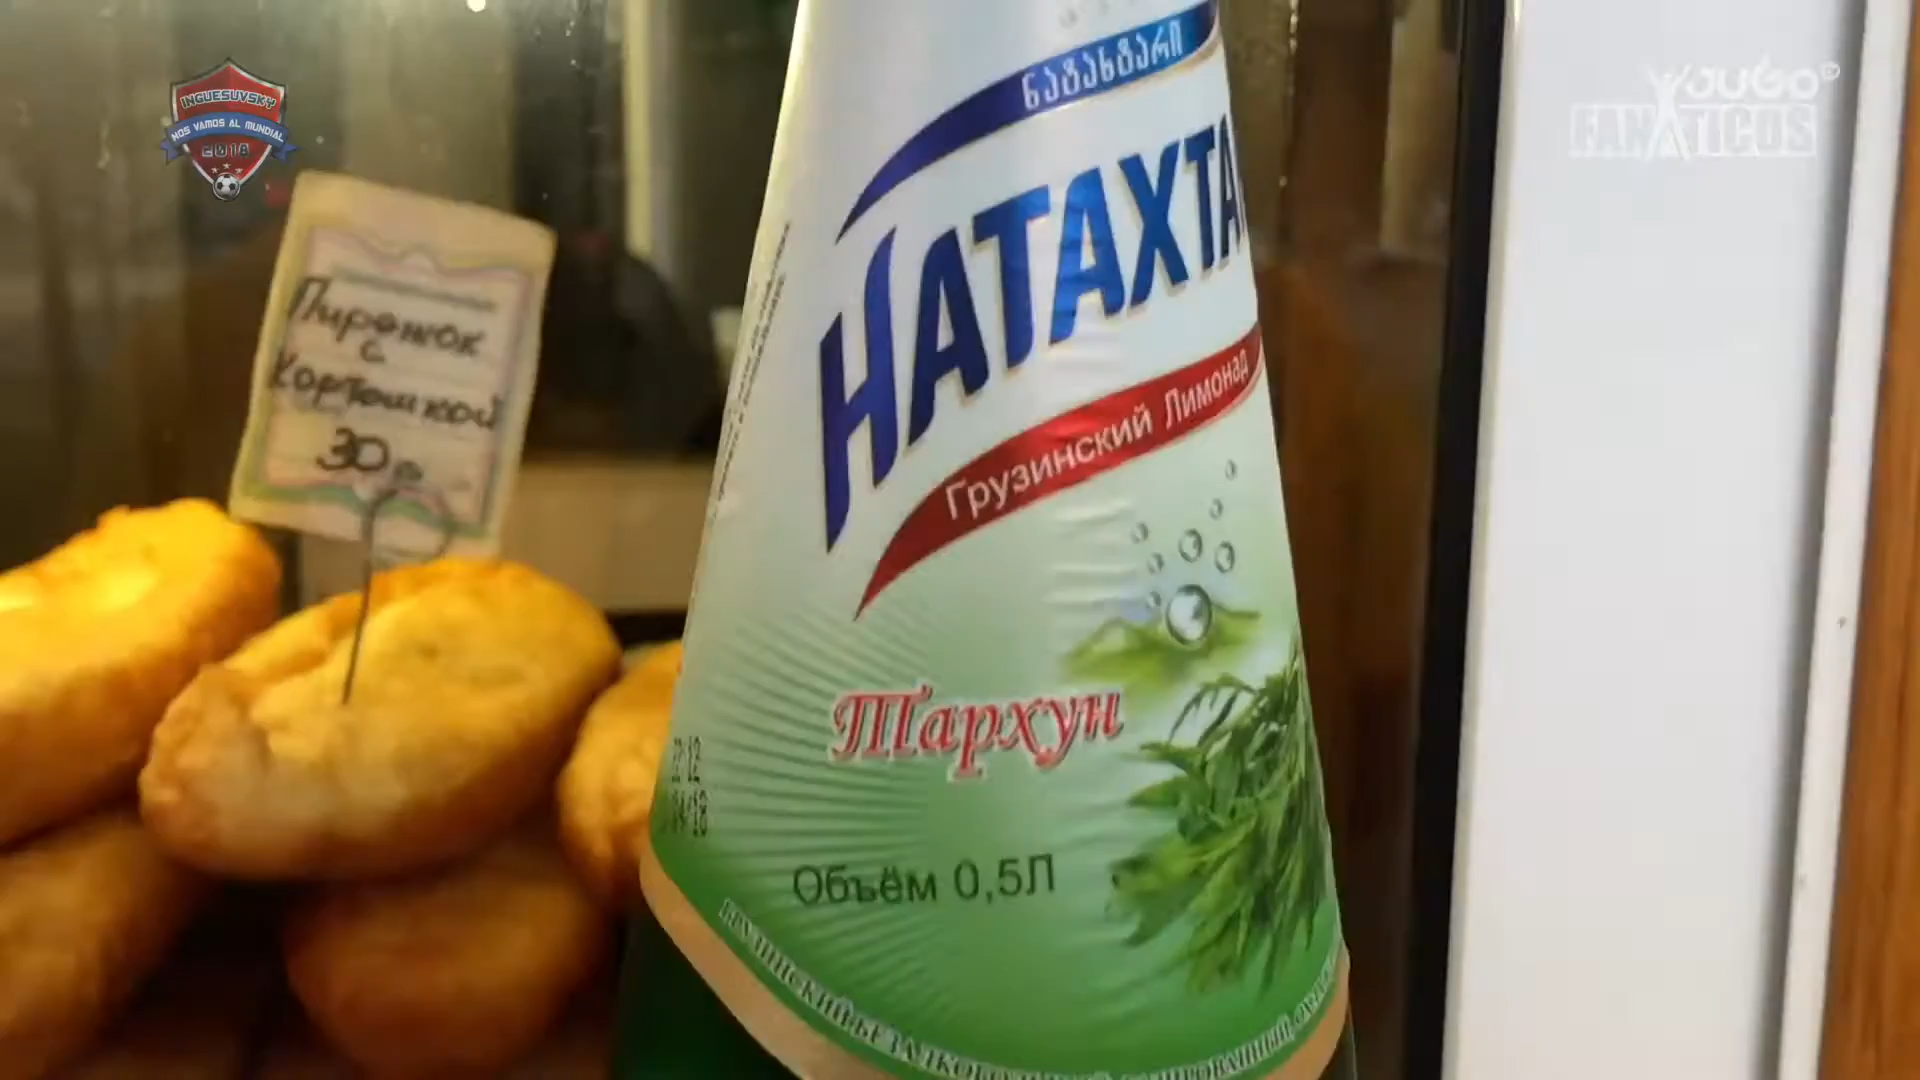 INGUESUVSKY
NOS VAMOS AL MUNDIAL
2018
FANATICOS
Пирожок
с
Картошкой
30р
ნატახტარი
НАТАХТА
Грузинский Лимонад
Тархун
Объём 0,5Л